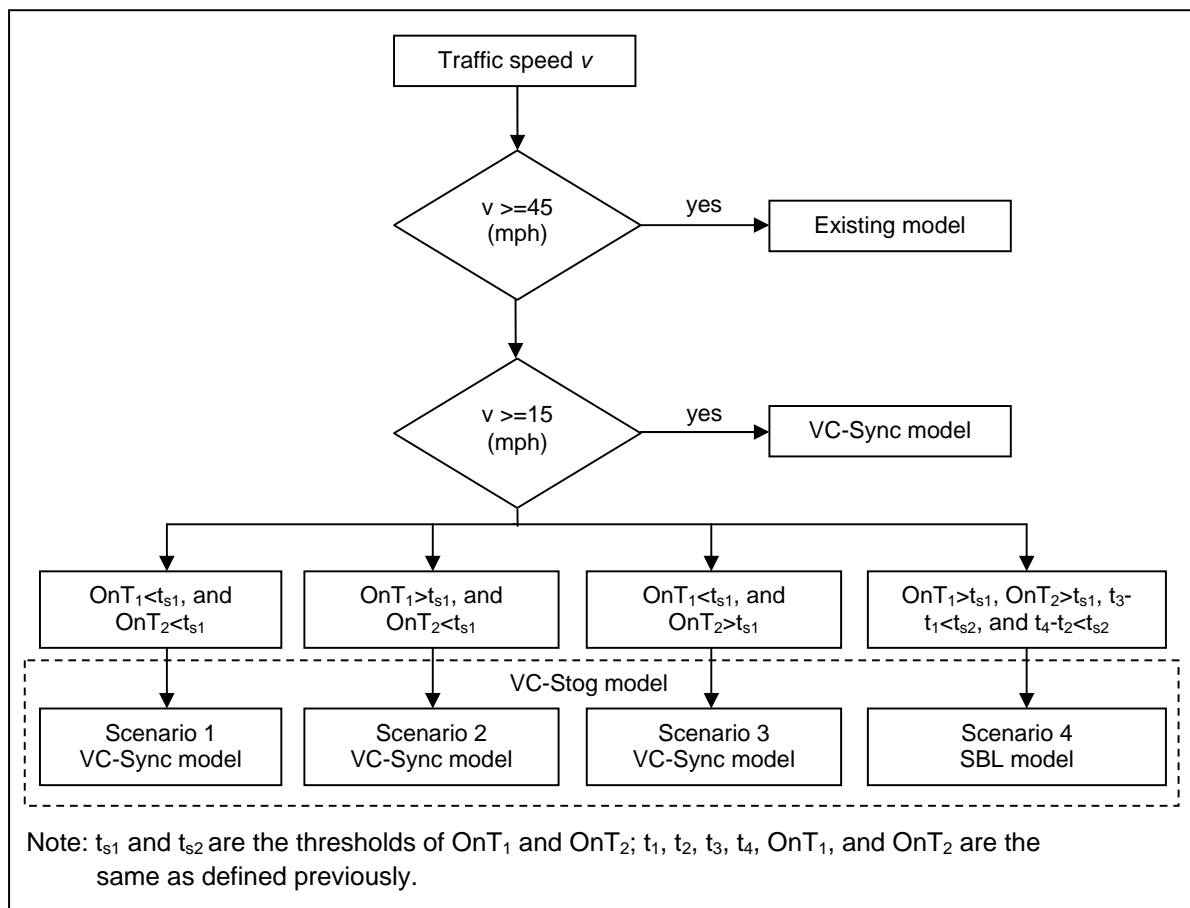 Traffic speed v
v >=45
(mph)
yes
Existing model
v >=15
(mph)
yes
VC-Sync model
OnT₁<tₛ₁, and
OnT₂<tₛ₁
OnT₁>tₛ₁, and
OnT₂<tₛ₁
OnT₁<tₛ₁, and
OnT₂>tₛ₁
OnT₁>tₛ₁, OnT₂>tₛ₁, t₃-
t₁<tₛ₂, and t₄-t₂<tₛ₂
VC-Stog model
Scenario 1
VC-Sync model
Scenario 2
VC-Sync model
Scenario 3
VC-Sync model
Scenario 4
SBL model
Note: tₛ₁ and tₛ₂ are the thresholds of OnT₁ and OnT₂; t₁, t₂, t₃, t₄, OnT₁, and OnT₂ are the
same as defined previously.